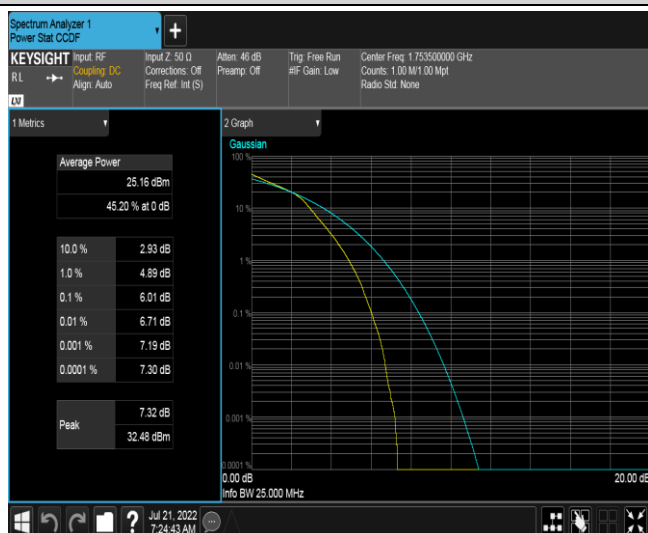 Spectrum Analyzer 1
Power Stat CCDF
+
KEYSIGHT
RL
LXI
Input: RF
Coupling: DC
Align: Auto
Input Z: 50 Ω
Corrections: Off
Freq Ref: Int (S)
Atten: 46 dB
Preamp: Off
Trig: Free Run
#IF Gain: Low
Center Freq: 1.753500000 GHz
Counts: 1.00 M/1.00 Mpt
Radio Std: None
1 Metrics
Average Power
25.16 dBm
45.20 % at 0 dB
10.0 % 2.93 dB
1.0 % 4.89 dB
0.1 % 6.01 dB
0.01 % 6.71 dB
0.001 % 7.19 dB
0.0001 % 7.30 dB
Peak
7.32 dB
32.48 dBm
2 Graph
Gaussian
100 %
10 %
1 %
0.1 %
0.01 %
0.001 %
0.0001 %
0.00 dB 20.00 dB
Info BW 25.000 MHz
? Jul 21, 2022
7:24:43 AM